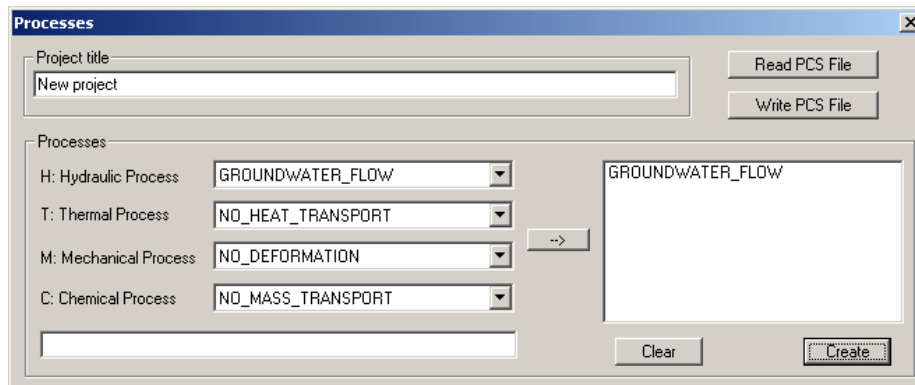 Processes
Project title
New project
Read PCS File
Write PCS File
Processes
H: Hydraulic Process GROUNDWATER_FLOW
T: Thermal Process NO_HEAT_TRANSPORT
M: Mechanical Process NO_DEFORMATION
C: Chemical Process NO_MASS_TRANSPORT
-->
GROUNDWATER_FLOW
Clear
Create